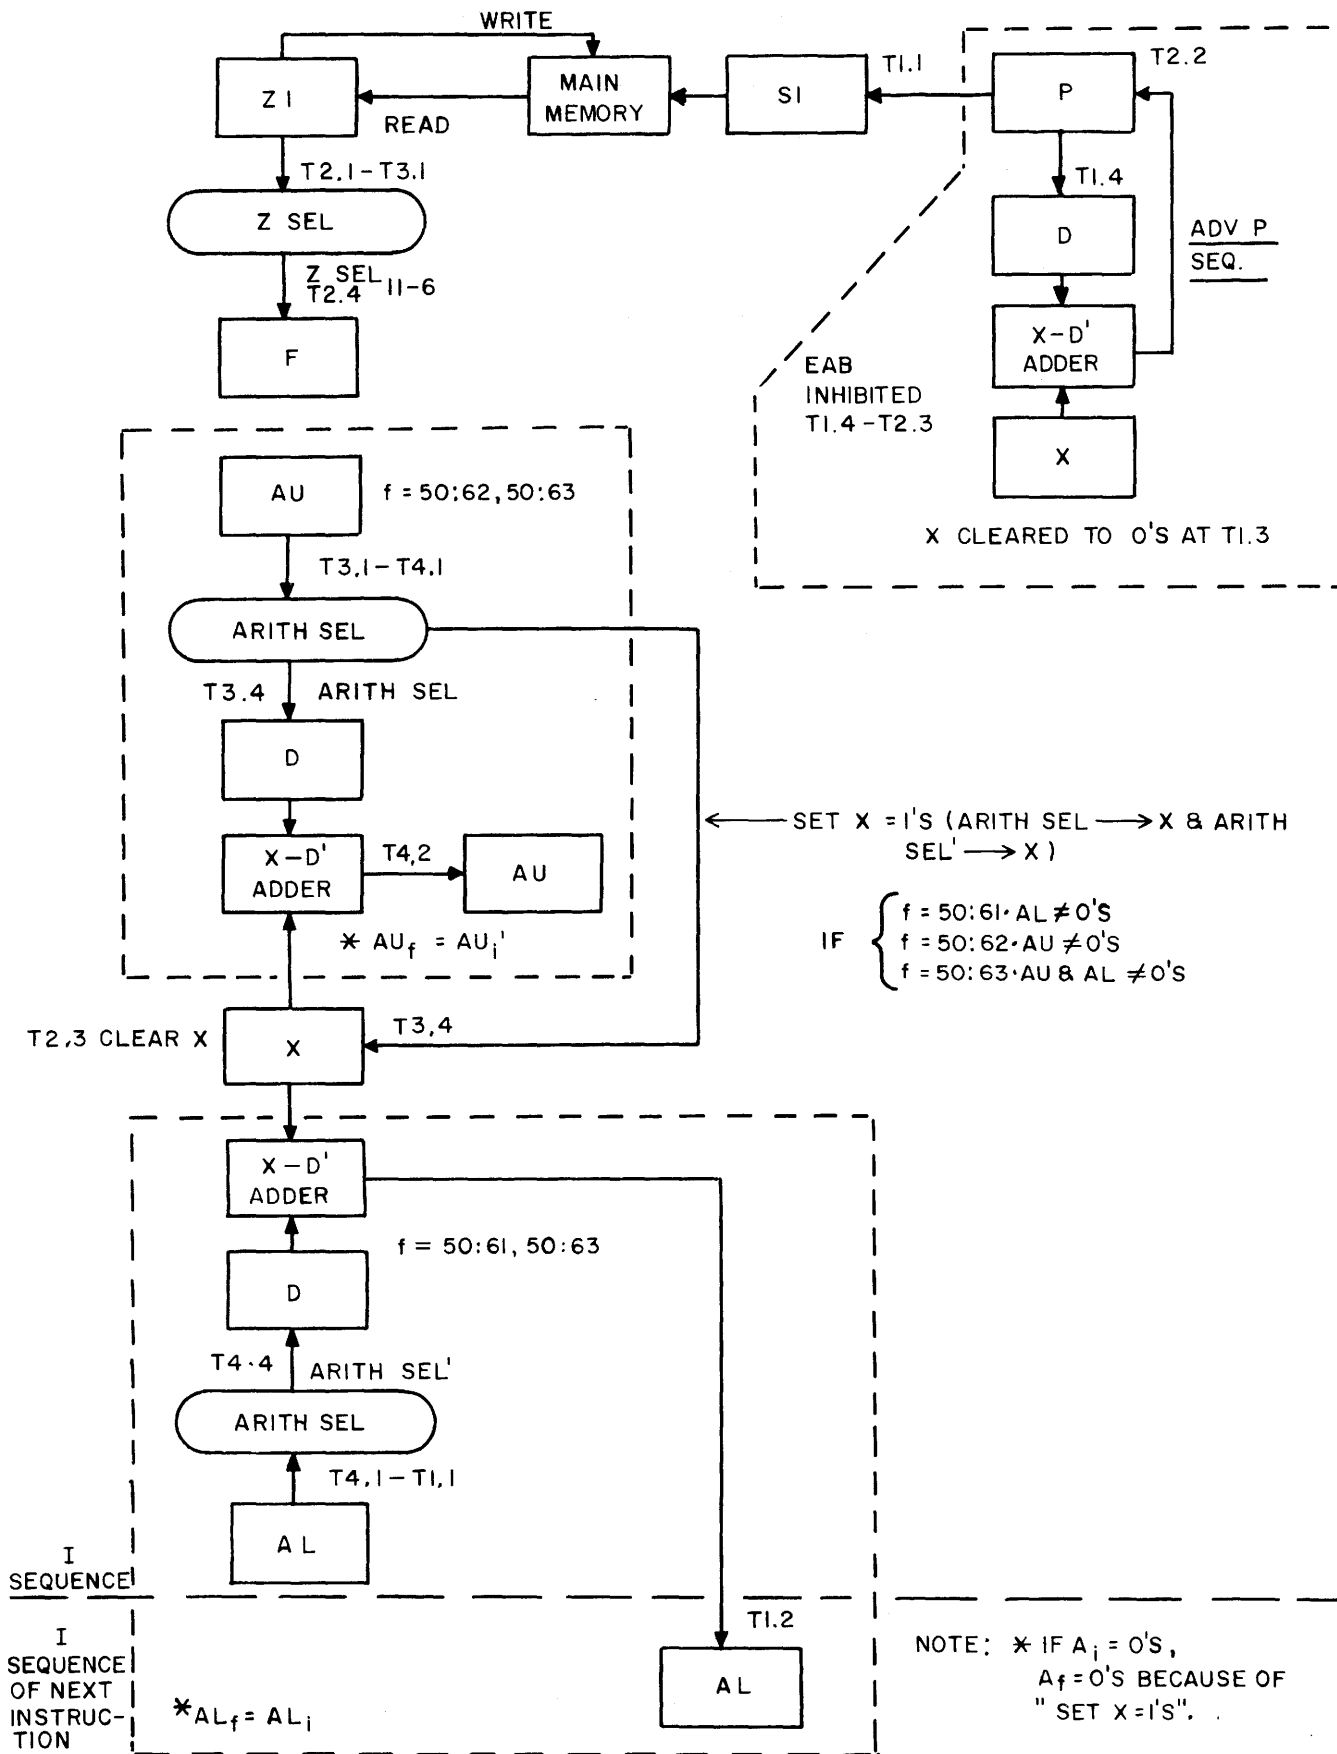 WRITE
Z1
READ
MAIN
MEMORY
S1
T1.1
P
T2.2
T1.4
D
ADV P
SEQ.
X-D'
ADDER
X
EAB
INHIBITED
T1.4-T2.3
X CLEARED TO 0'S AT T1.3
T2.1-T3.1
Z SEL
Z SEL 11-6
T2.4
F
AU
f = 50:62, 50:63
T3.1-T4.1
ARITH SEL
T3.4 ARITH SEL
D
X-D'
ADDER
T4.2
AU
* AUf = AUi'
SET X = 1'S (ARITH SEL → X & ARITH
SEL' → X)
IF
f = 50:61·AL ≠ 0'S
f = 50:62·AU ≠ 0'S
f = 50:63·AU & AL ≠ 0'S
T2.3 CLEAR X
X
T3.4
X-D'
ADDER
f = 50:61, 50:63
D
T4.4 ARITH SEL'
ARITH SEL
T4.1-T1.1
AL
I
SEQUENCE
I
SEQUENCE
OF NEXT
INSTRUC-
TION
*ALf = ALi
T1.2
AL
NOTE: * IF Ai = 0'S,
Af = 0'S BECAUSE OF
"SET X = 1'S".